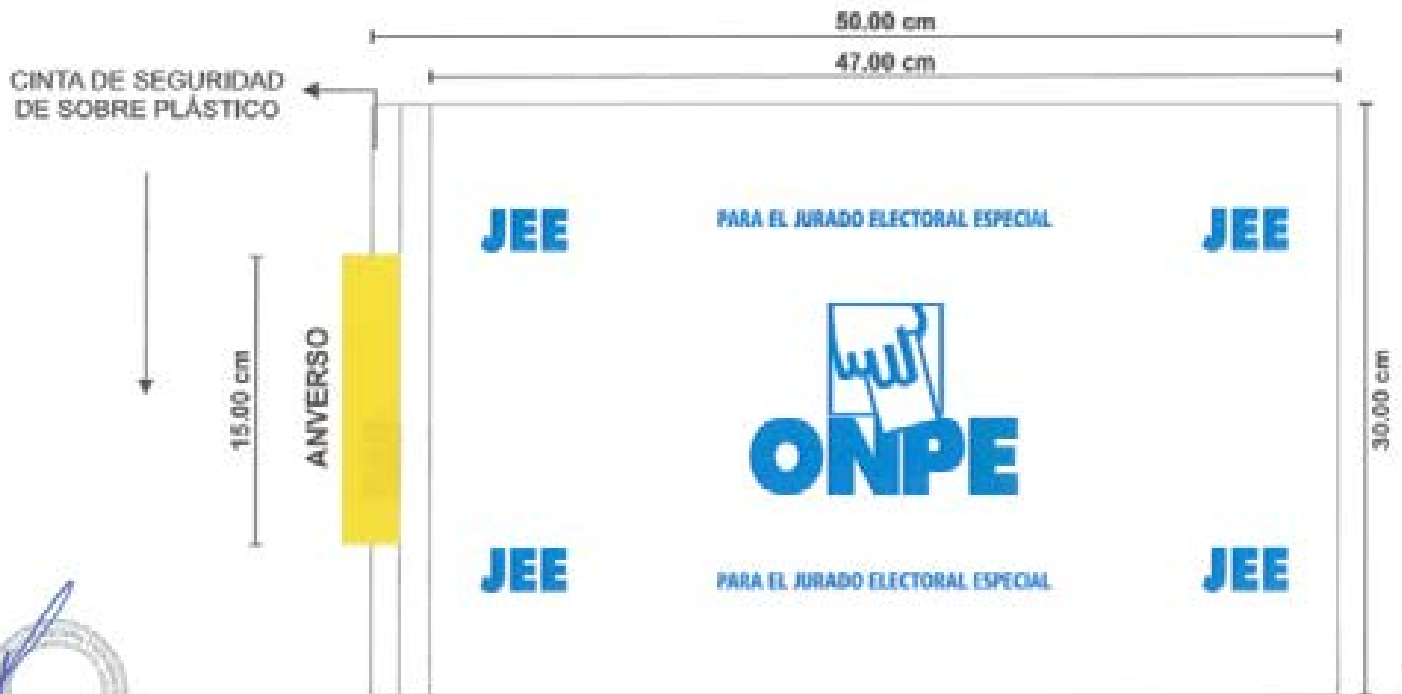 50.00 cm
47.00 cm
CINTA DE SEGURIDAD
DE SOBRE PLÁSTICO
JEE
PARA EL JURADO ELECTORAL ESPECIAL
JEE
15.00 cm
ANVERSO
ONPE
30.00 cm
JEE
PARA EL JURADO ELECTORAL ESPECIAL
JEE